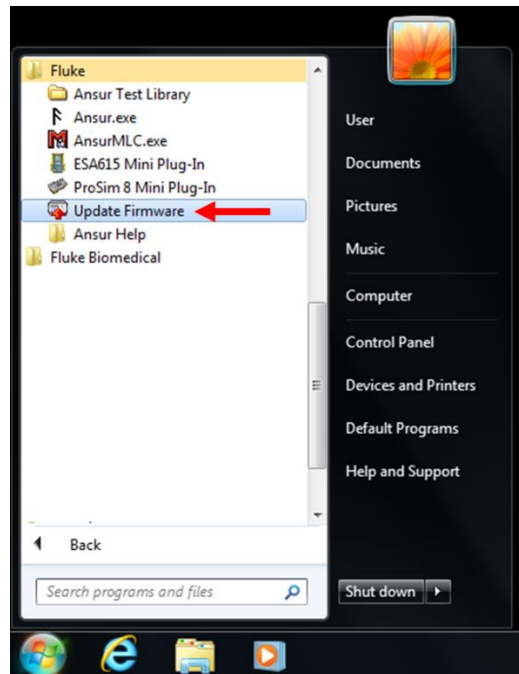 Fluke
Ansur Test Library
Ansur.exe
AnsurMLC.exe
ESA615 Mini Plug-In
ProSim 8 Mini Plug-In
Update Firmware
Ansur Help
Fluke Biomedical
Back
Search programs and files
User
Documents
Pictures
Music
Computer
Control Panel
Devices and Printers
Default Programs
Help and Support
Shut down